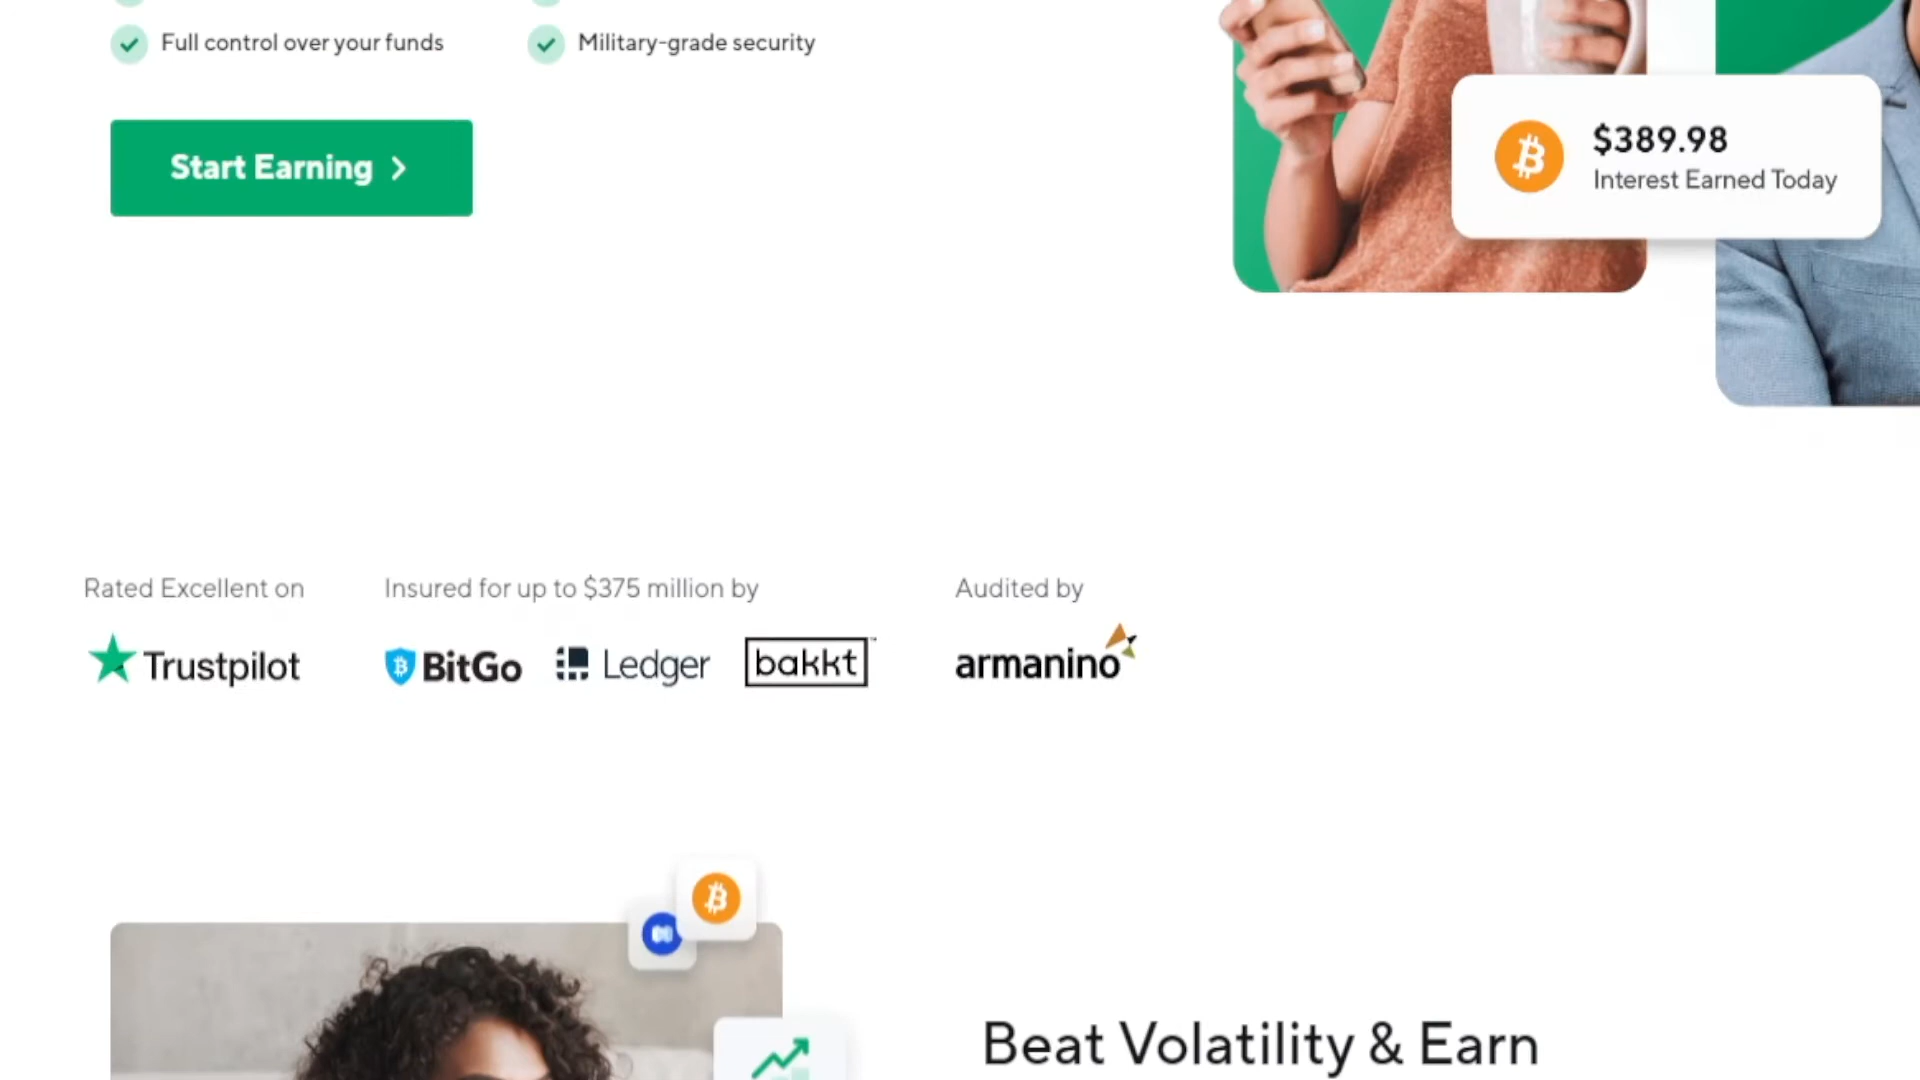 Full control over your funds
Military-grade security
Start Earning
$389.98
Interest Earned Today
Rated Excellent on
Insured for up to $375 million by
Audited by
Trustpilot
BitGo
Ledger
bakkt™
armanino
Beat Volatility & Earn